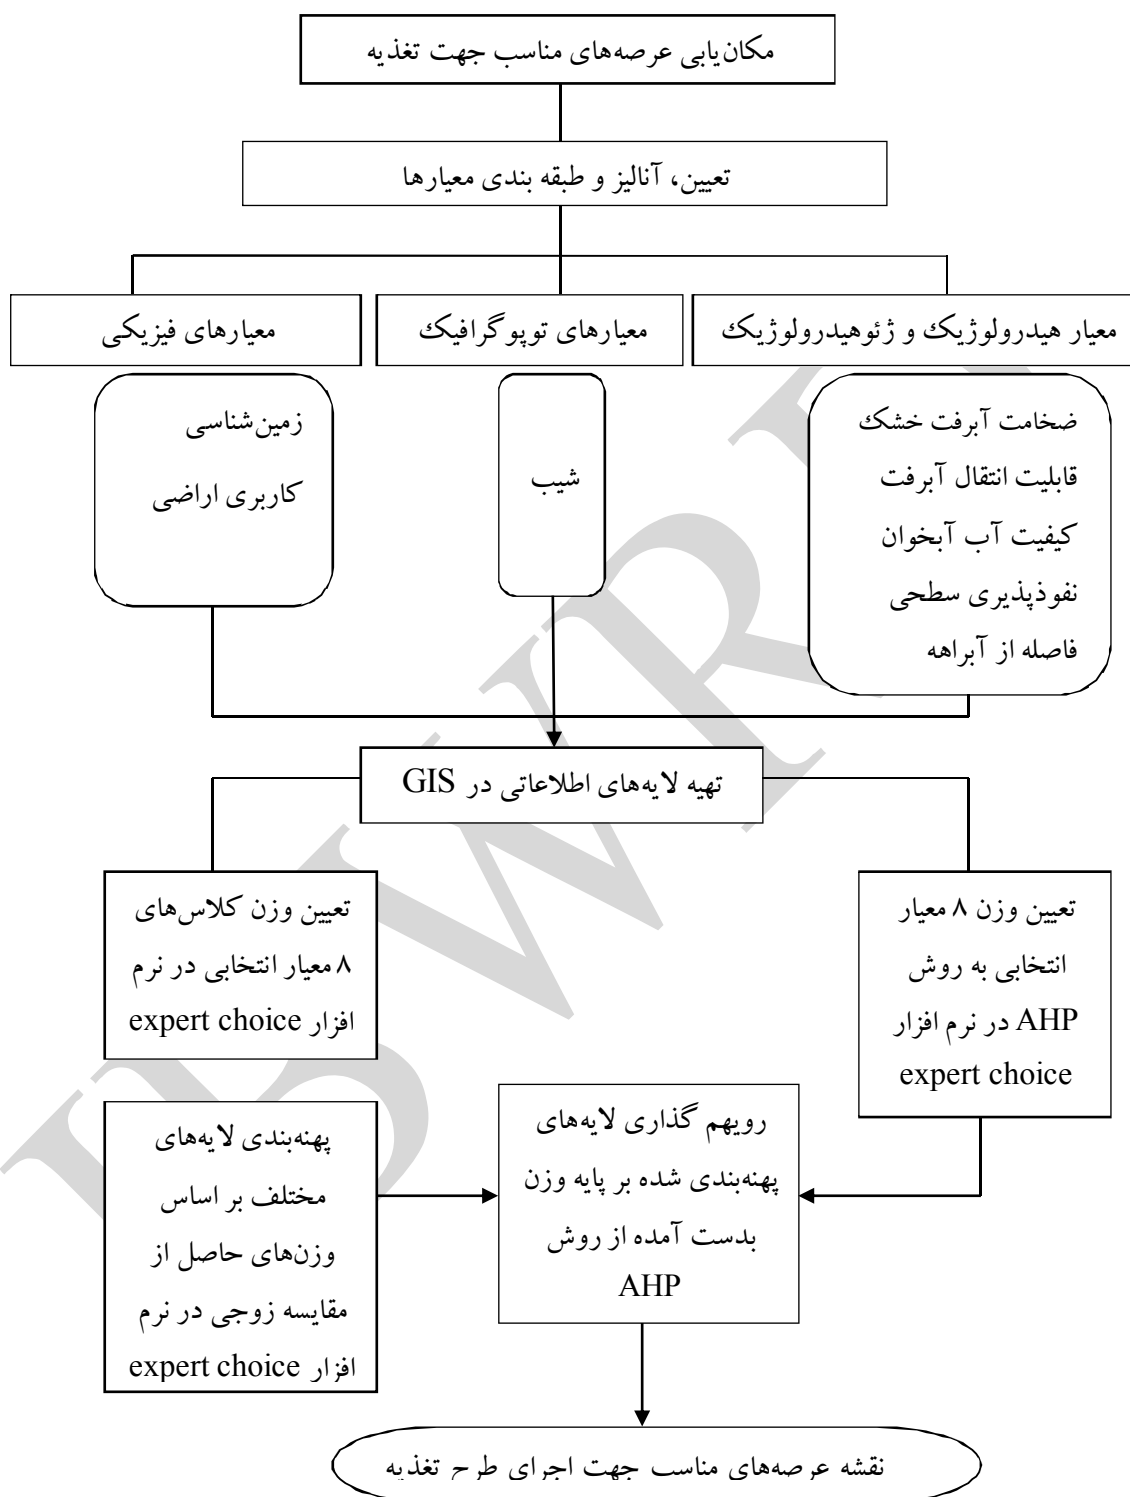 مکان‌یابی عرصه‌های مناسب جهت تغذیه
تعیین، آنالیز و طبقه بندی معیارها
معیار هیدرولوژیک و ژئوهیدرولوژیک
معیارهای توپوگرافیک
معیارهای فیزیکی
ضخامت آبرفت خشک
قابلیت انتقال آبرفت
کیفیت آب آبخوان
نفوذپذیری سطحی
فاصله از آبراهه
شیب
زمین‌شناسی
کاربری اراضی
تهیه لایه‌های اطلاعاتی در GIS
تعیین وزن ۸ معیار
انتخابی به روش
AHP در نرم افزار
expert choice
تعیین وزن کلاس‌های
۸ معیار انتخابی در نرم
افزار expert choice
پهنه‌بندی لایه‌های
مختلف بر اساس
وزن‌های حاصل از
مقایسه زوجی در نرم
افزار expert choice
رویهم گذاری لایه‌های
پهنه‌بندی شده بر پایه وزن
بدست آمده از روش
AHP
نقشه عرصه‌های مناسب جهت اجرای طرح تغذیه